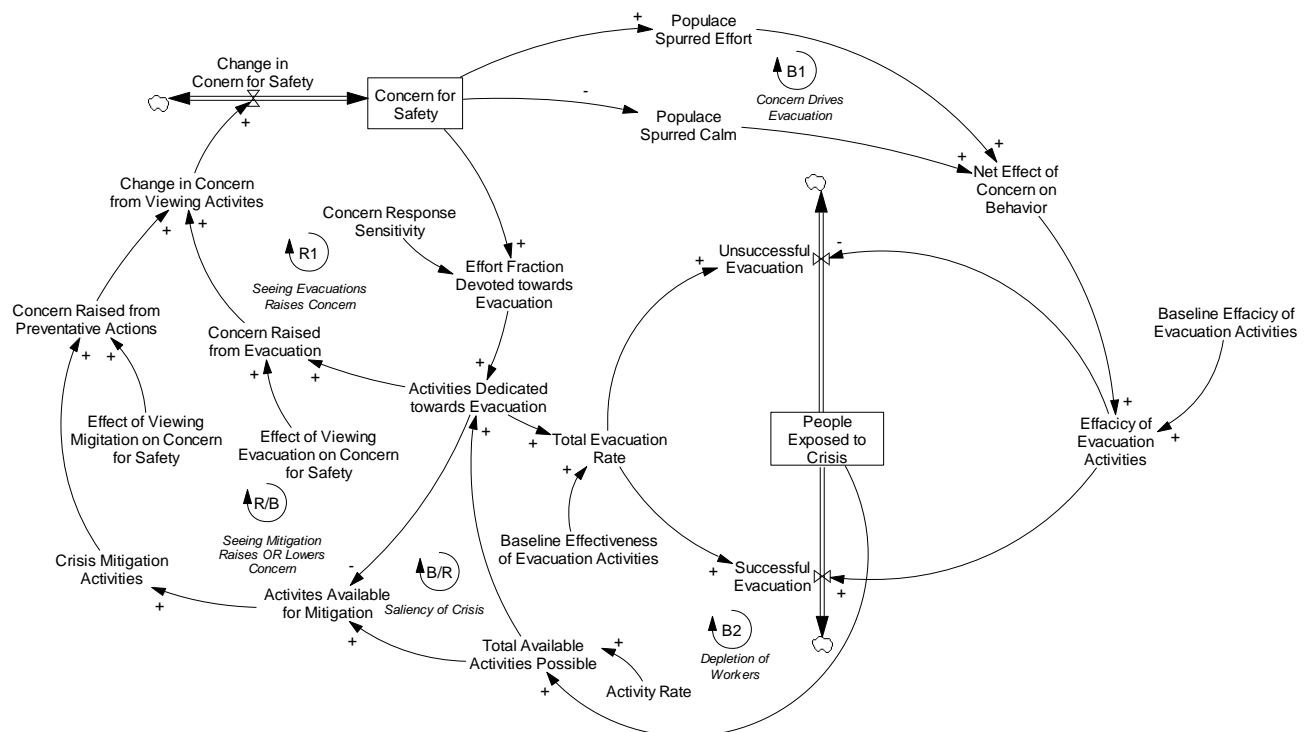 Populace
Spurred Effort
+
B1
Concern Drives
Evacuation
Change in
Conern for Safety
Concern for
Safety
-
Populace
Spurred Calm
+
+
+
Net Effect of
Concern on
Behavior
Change in Concern
from Viewing Activites
+
+
Concern Response
Sensitivity
+
Effort Fraction
Devoted towards
Evacuation
R1
Seeing Evacuations
Raises Concern
Unsuccessful
Evacuation
+
-
Concern Raised from
Preventative Actions
+
+
Concern Raised
from Evacuation
+
+
Baseline Effacicy of
Evacuation Activities
Activities Dedicated
towards Evacuation
+
+
Effect of Viewing
Migitation on Concern
for Safety
Effect of Viewing
Evacuation on Concern
for Safety
Total Evacuation
Rate
+
+
People
Exposed to
Crisis
Effacicy of
Evacuation
Activities
+
+
R/B
Seeing Mitigation
Raises OR Lowers
Concern
Baseline Effectiveness
of Evacuation Activities
Crisis Mitigation
Activities
+
Activites Available
for Mitigation
-
+
B/R
Saliency of Crisis
Successful
Evacuation
+
+
B2
Depletion of
Workers
Total Available
Activities Possible
+
+
Activity Rate